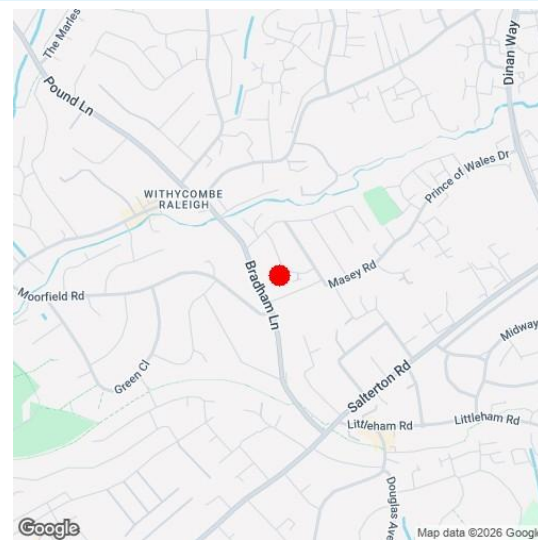 The Marles
Pound Ln
Dinan Way
Prince of Wales Dr
WITHYCOMBE
RALEIGH
Bradham Ln
Masey Rd
Moorfield Rd
Midway
Green Cl
Salterton Rd
Littleham Rd
Littleham Rd
Douglas Ave
Google
Map data ©2026 Google